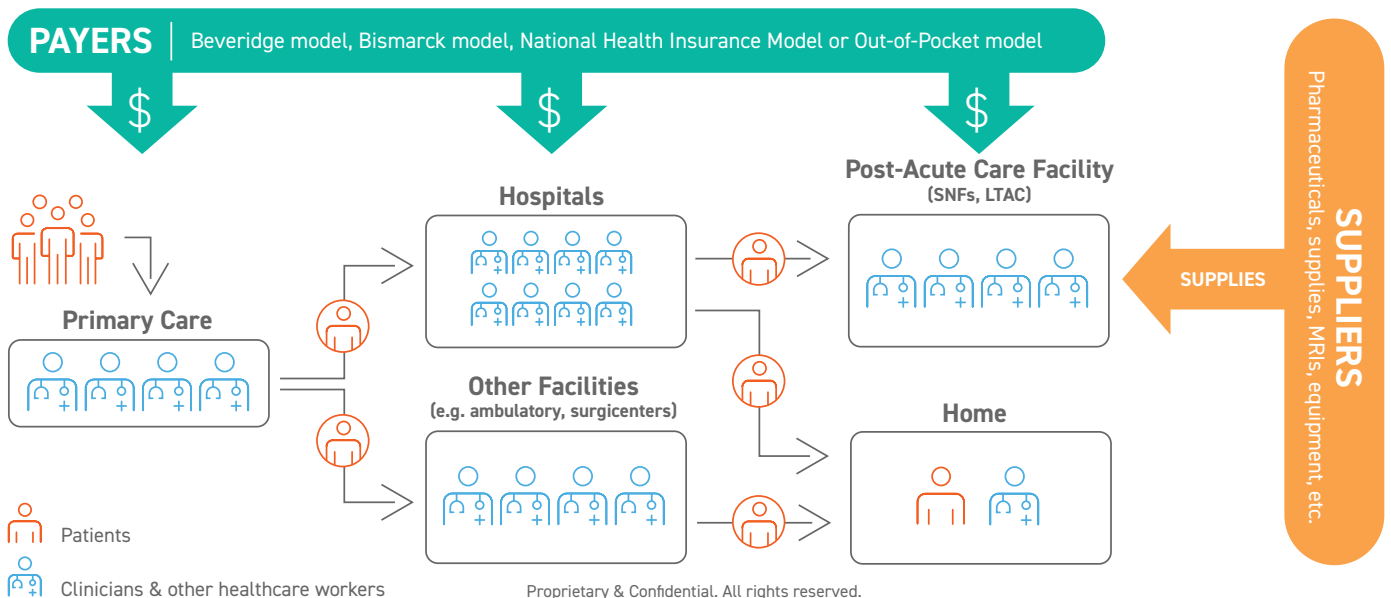 PAYERS
Beveridge model, Bismarck model, National Health Insurance Model or Out-of-Pocket model
$
$
$
Primary Care
Hospitals
Other Facilities
(e.g. ambulatory, surgicenters)
Post-Acute Care Facility
(SNFs, LTAC)
Home
SUPPLIES
SUPPLIERS
Pharmaceuticals, supplies, MRIs, equipment, etc.
Patients
Clinicians & other healthcare workers
Proprietary & Confidential. All rights reserved.